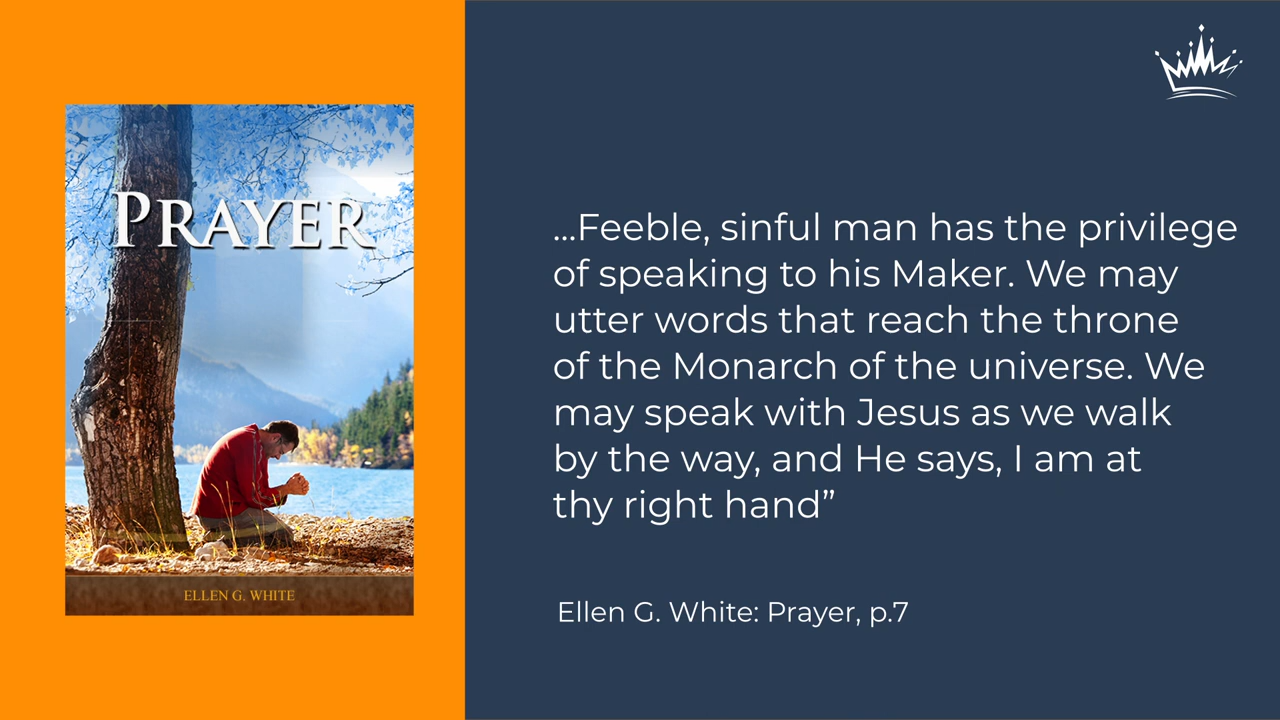 PRAYER
ELLEN G. WHITE
...Feeble, sinful man has the privilege
of speaking to his Maker. We may
utter words that reach the throne
of the Monarch of the universe. We
may speak with Jesus as we walk
by the way, and He says, I am at
thy right hand”
Ellen G. White: Prayer, p.7